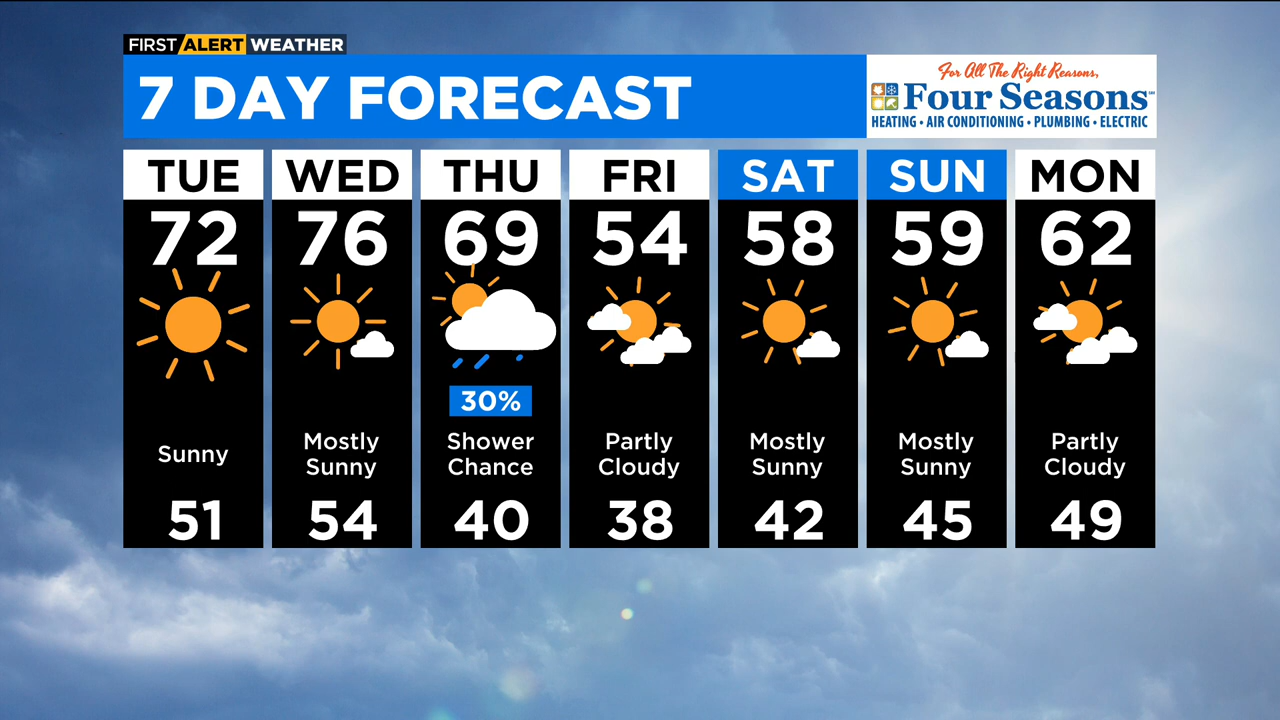 FIRST ALERT WEATHER
7 DAY FORECAST
For All The Right Reasons,
Four Seasons
HEATING • AIR CONDITIONING • PLUMBING • ELECTRIC
TUE WED THU FRI SAT SUN MON
72 76 69 54 58 59 62
30%
Sunny
Mostly Sunny
Shower Chance
Partly Cloudy
Mostly Sunny
Mostly Sunny
Partly Cloudy
51 54 40 38 42 45 49